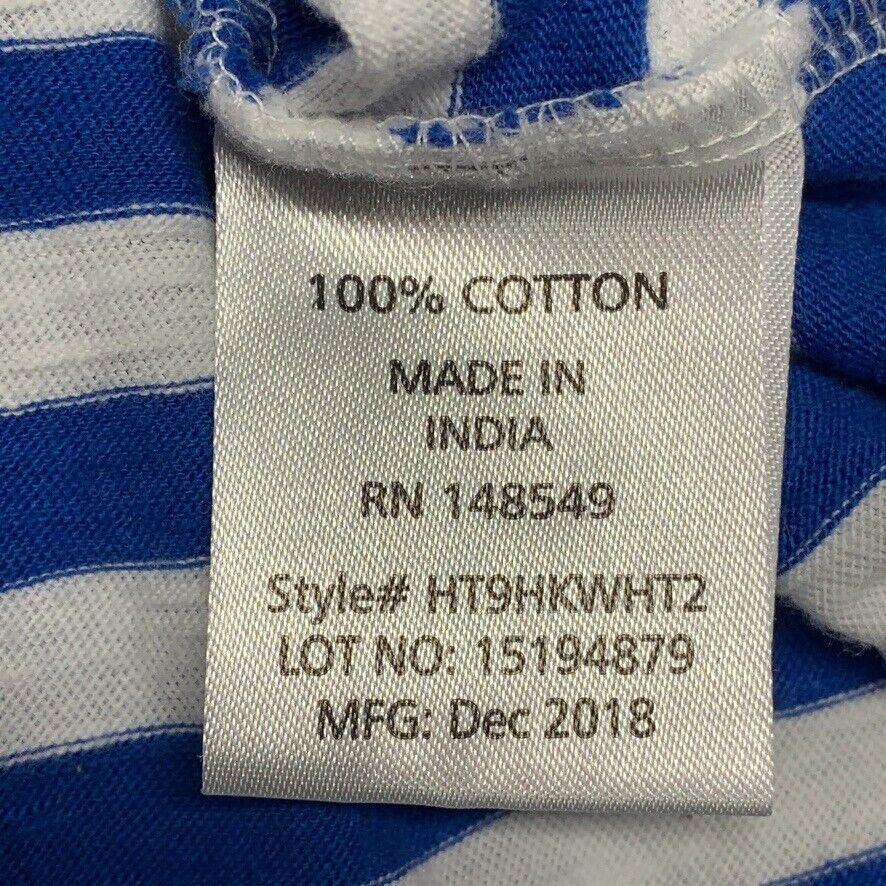 100% COTTON
MADE IN
INDIA
RN 148549
Style# HT9HKWHT2
LOT NO: 15194879
MFG: Dec 2018